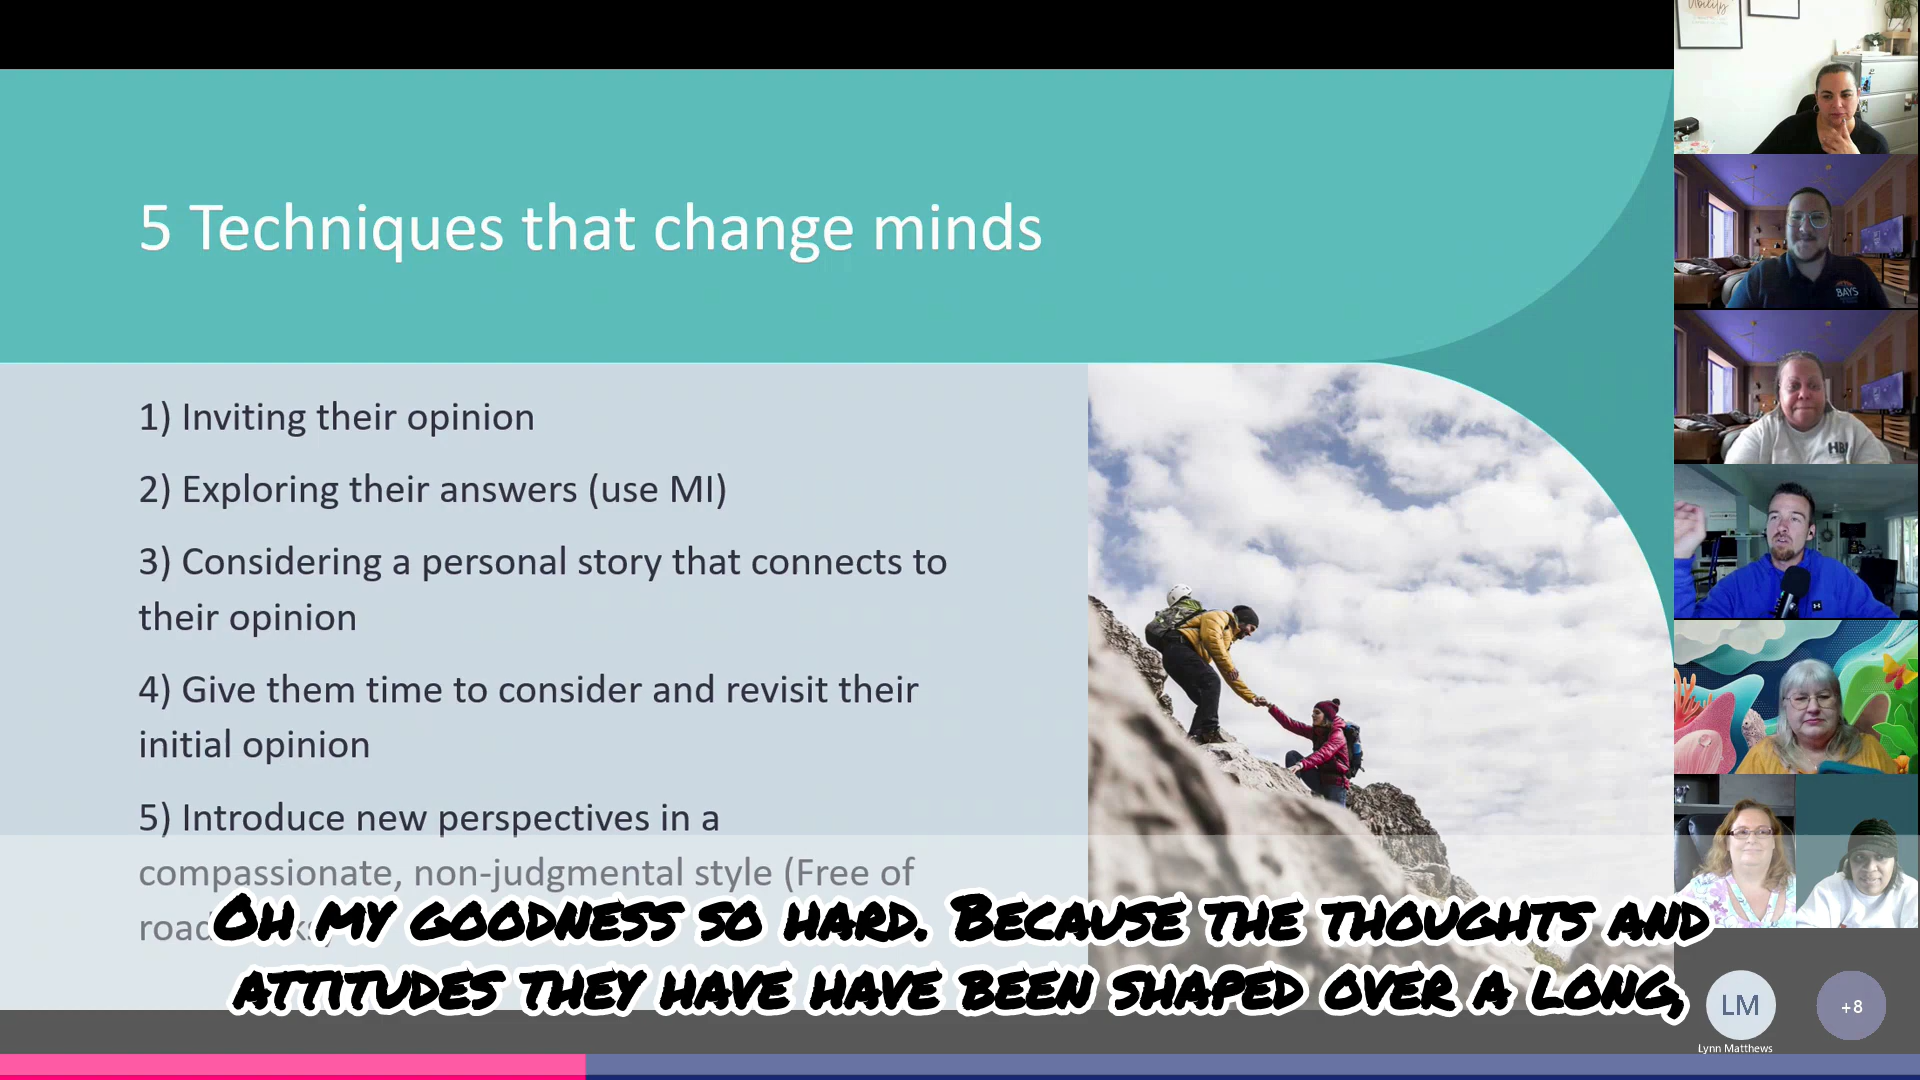 5 Techniques that change minds
1) Inviting their opinion
2) Exploring their answers (use MI)
3) Considering a personal story that connects to
their opinion
4) Give them time to consider and revisit their
initial opinion
5) Introduce new perspectives in a
compassionate, non-judgmental style (Free of
Oh my goodness so hard. Because the thoughts and
attitudes they have have been shaped over a long,
Ability
BAYS
LM
+8
Lynn Matthews